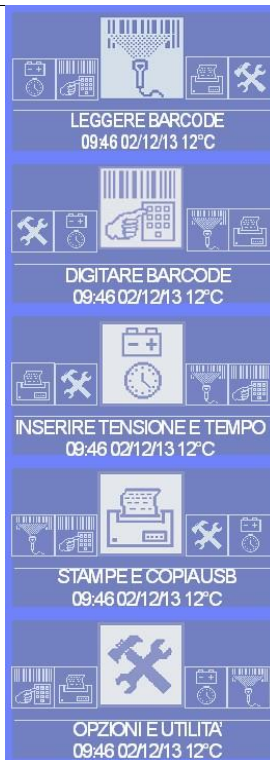 LEGGERE BARCODE
09:46 02/12/13 12°C
DIGITARE BARCODE
09:46 02/12/13 12°C
INSERIRE TENSIONE E TEMPO
09:46 02/12/13 12°C
STAMPE E COPIA USB
09:46 02/12/13 12°C
OPZIONI E UTILITA'
09:46 02/12/13 12°C